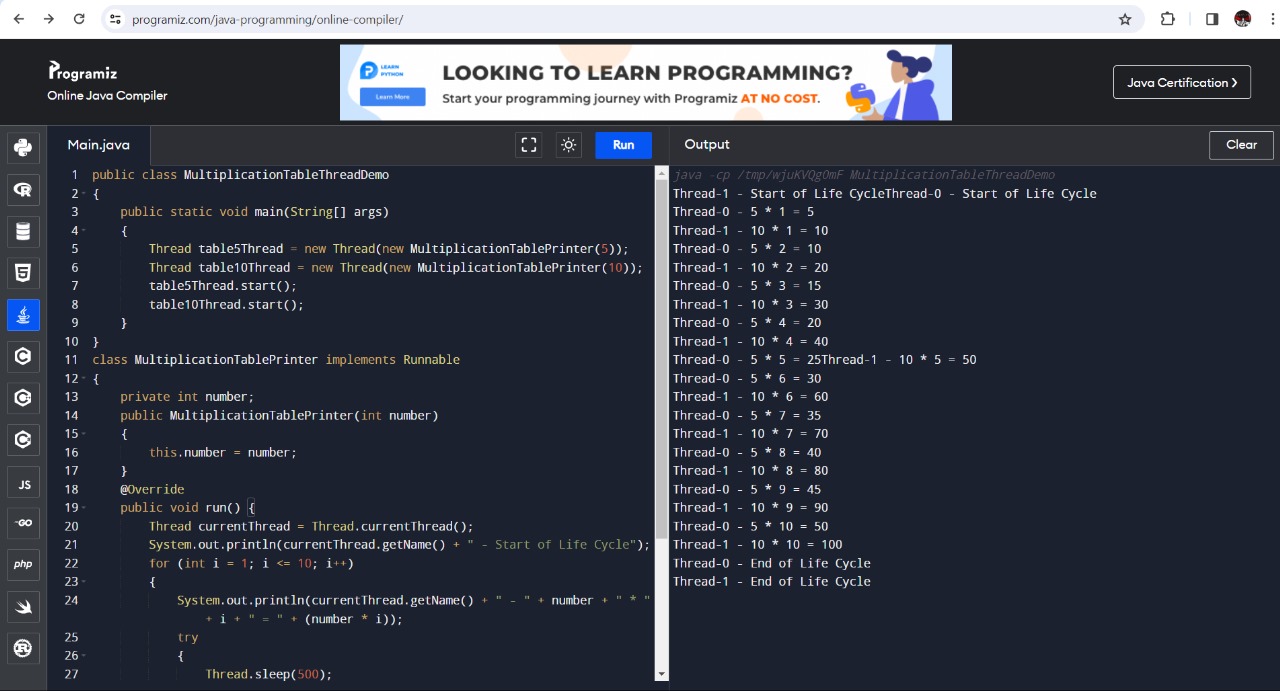 programiz.com/java-programming/online-compiler/
Programiz
Online Java Compiler
LEARN
PYTHON
Learn More
LOOKING TO LEARN PROGRAMMING?
Start your programming journey with Programiz AT NO COST.
Java Certification >
Main.java
Run
1 public class MultiplicationTableThreadDemo
2 {
3 public static void main(String[] args)
4 {
5 Thread table5Thread = new Thread(new MultiplicationTablePrinter(5));
6 Thread table10Thread = new Thread(new MultiplicationTablePrinter(10));
7 table5Thread.start();
8 table10Thread.start();
9 }
10 }
11 class MultiplicationTablePrinter implements Runnable
12 {
13 private int number;
14 public MultiplicationTablePrinter(int number)
15 {
16 this.number = number;
17 }
18 @Override
19 public void run() {
20 Thread currentThread = Thread.currentThread();
21 System.out.println(currentThread.getName() + " - Start of Life Cycle");
22 for (int i = 1; i <= 10; i++)
23 {
24 System.out.println(currentThread.getName() + " - " + number + " * "
+ i + " = " + (number * i));
25 try
26 {
27 Thread.sleep(500);
Output
Clear
java -cp /tmp/wjuKVQgOmF MultiplicationTableThreadDemo
Thread-1 - Start of Life CycleThread-0 - Start of Life Cycle
Thread-0 - 5 * 1 = 5
Thread-1 - 10 * 1 = 10
Thread-0 - 5 * 2 = 10
Thread-1 - 10 * 2 = 20
Thread-0 - 5 * 3 = 15
Thread-1 - 10 * 3 = 30
Thread-0 - 5 * 4 = 20
Thread-1 - 10 * 4 = 40
Thread-0 - 5 * 5 = 25Thread-1 - 10 * 5 = 50
Thread-0 - 5 * 6 = 30
Thread-1 - 10 * 6 = 60
Thread-0 - 5 * 7 = 35
Thread-1 - 10 * 7 = 70
Thread-0 - 5 * 8 = 40
Thread-1 - 10 * 8 = 80
Thread-0 - 5 * 9 = 45
Thread-1 - 10 * 9 = 90
Thread-0 - 5 * 10 = 50
Thread-1 - 10 * 10 = 100
Thread-0 - End of Life Cycle
Thread-1 - End of Life Cycle
JS
GO
php